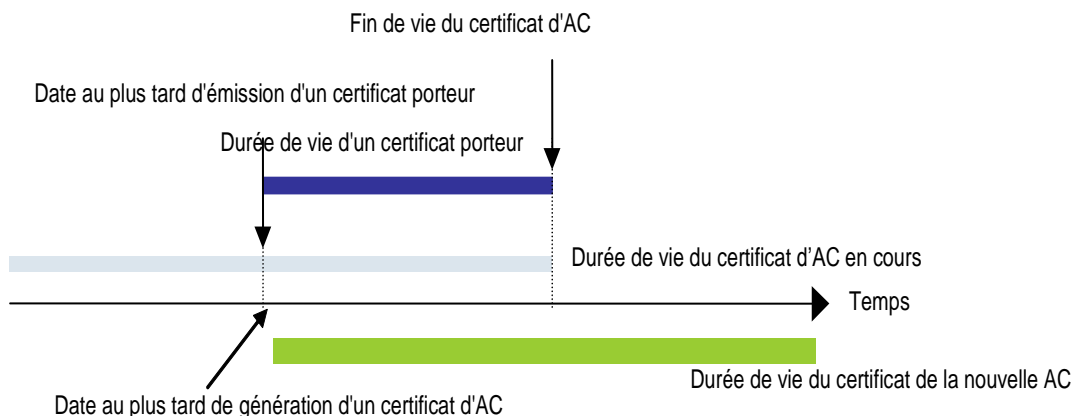 Fin de vie du certificat d'AC
Date au plus tard d'émission d'un certificat porteur
Durée de vie d'un certificat porteur
Durée de vie du certificat d’AC en cours
Temps
Durée de vie du certificat de la nouvelle AC
Date au plus tard de génération d'un certificat d'AC